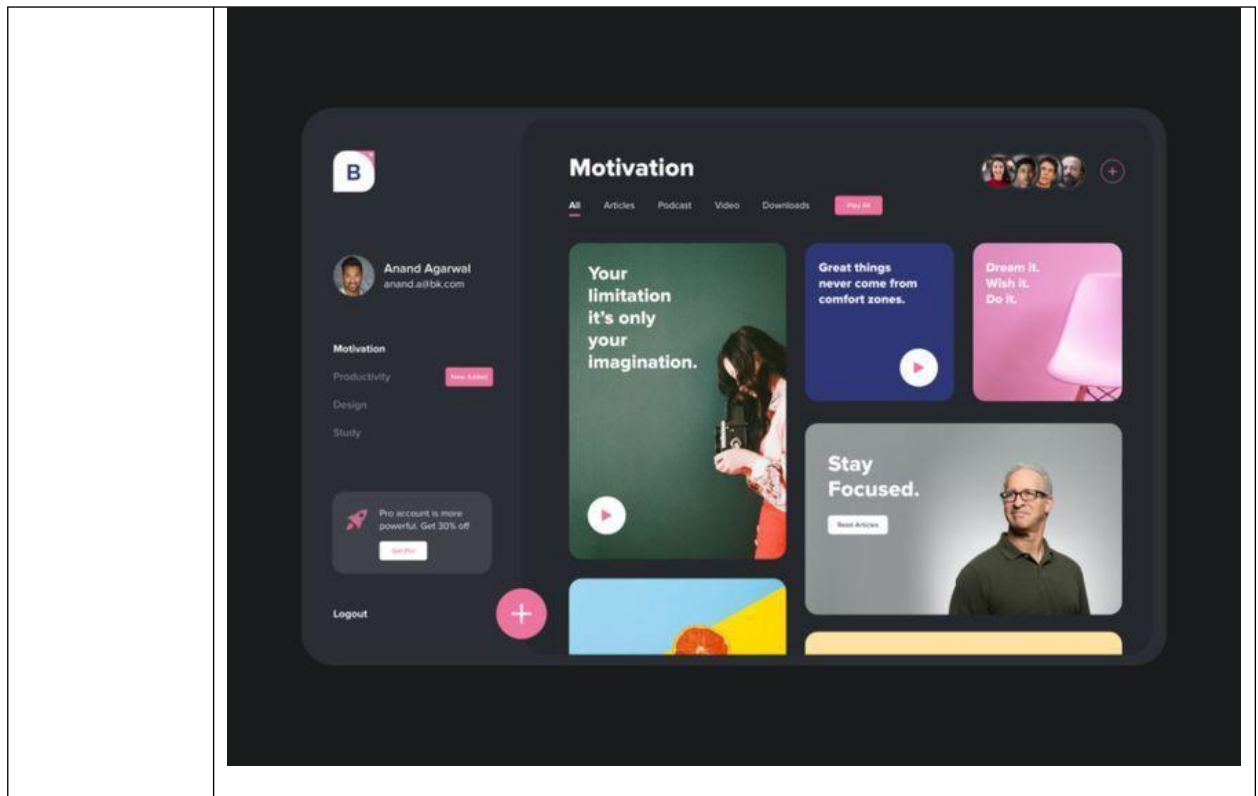 B
Motivation
All Articles Podcast Video Downloads Play All
Anand Agarwal
anand.a@bk.com
Motivation
Productivity New Added
Design
Study
Pro account is more
powerful. Get 30% off
Get Pro
Logout
Your
limitation
it's only
your
imagination.
Great things
never come from
comfort zones.
Dream it.
Wish it.
Do it.
Stay
Focused.
Read Articles